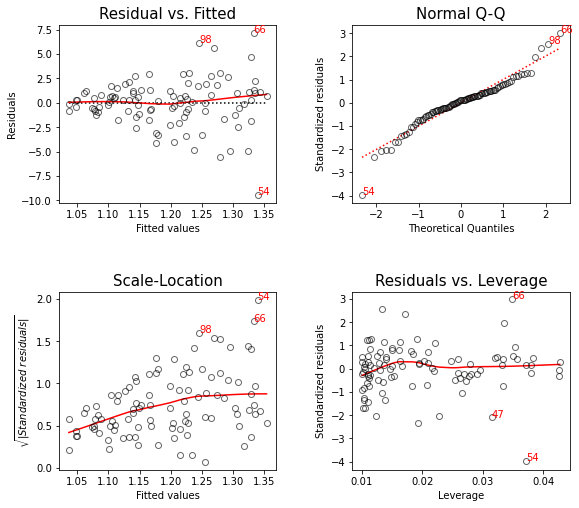 Residual vs. Fitted
7.5
5.0
2.5
0.0
−2.5
−5.0
−7.5
−10.0
Residuals
66
98
54
1.05 1.10 1.15 1.20 1.25 1.30 1.35
Fitted values
Normal Q-Q
3
2
1
0
−1
−2
−3
−4
Standardized residuals
66
98
54
−2 −1 0 1 2
Theoretical Quantiles
Scale-Location
2.0
1.5
1.0
0.5
0.0
√|Standardized residuals|
54
66
98
1.05 1.10 1.15 1.20 1.25 1.30 1.35
Fitted values
Residuals vs. Leverage
3
2
1
0
−1
−2
−3
−4
Standardized residuals
66
47
54
0.01 0.02 0.03 0.04
Leverage